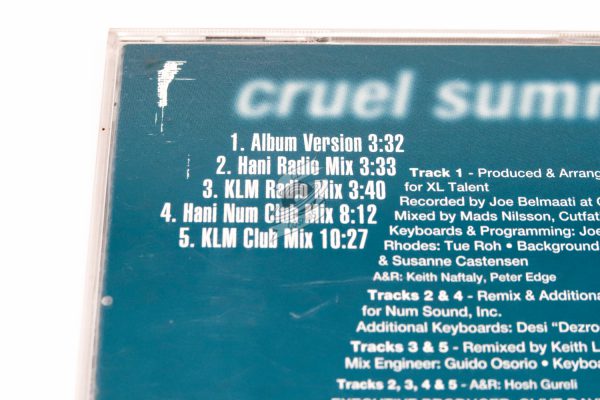 cruel summ
1. Album Version 3:32
2. Hani Radio Mix 3:33
3. KLM Radio Mix 3:40
4. Hani Num Club Mix 8:12
5. KLM Club Mix 10:27
Track 1 - Produced & Arrang
for XL Talent
Recorded by Joe Belmaati at C
Mixed by Mads Nilsson, Cutfat
Keyboards & Programming: Joe
Rhodes: Tue Roh • Background
& Susanne Castensen
A&R: Keith Naftaly, Peter Edge
Tracks 2 & 4 - Remix & Additional
for Num Sound, Inc.
Additional Keyboards: Desi "Dezro
Tracks 3 & 5 - Remixed by Keith L
Mix Engineer: Guido Osorio • Keyboa
Tracks 2, 3, 4 & 5 - A&R: Hosh Gureli
EXECUTIVE PRODUCER: CLIVE DAV